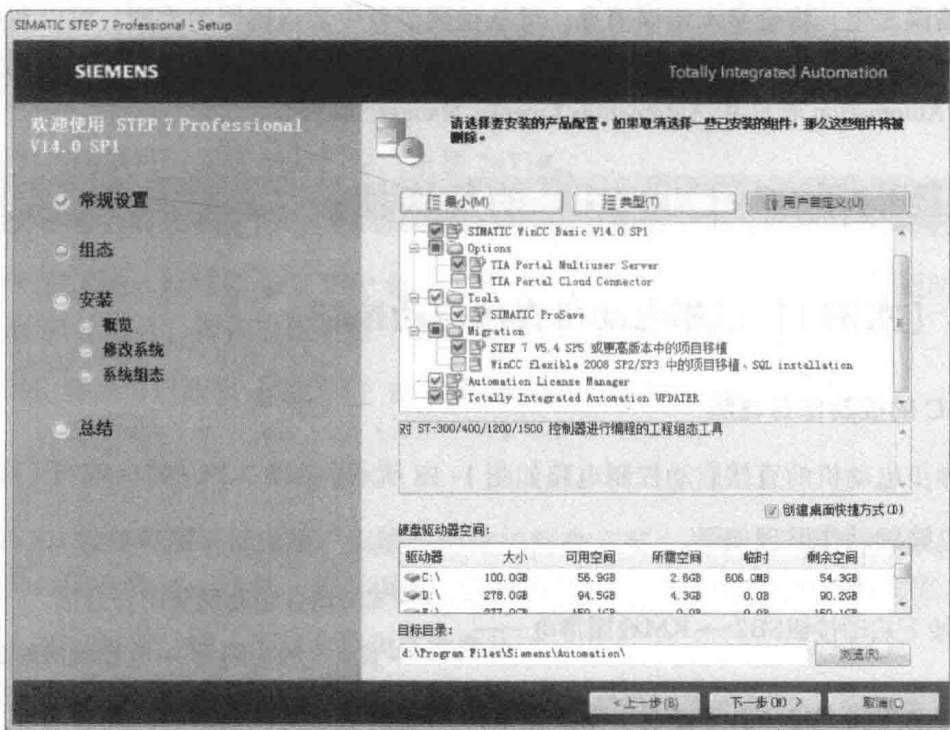 SIMATIC STEP 7 Professional - Setup
SIEMENS
Totally Integrated Automation
欢迎使用 STEP 7 Professional
V14.0 SP1
常规设置
组态
安装
概览
修改系统
系统组态
总结
请选择要安装的产品配置。如果取消选择一些已安装的组件，那么这些组件将被
删除。
最小(M)
典型(T)
用户自定义(U)
SIMATIC WinCC Basic V14.0 SP1
Options
TIA Portal Multiuser Server
TIA Portal Cloud Connector
Tools
SIMATIC ProSave
Migration
STEP 7 V5.4 SP5 或更高版本中的项目移植
WinCC flexible 2008 SP2/SP3 中的项目移植、SQL installation
Automation License Manager
Totally Integrated Automation UPDATER
对 ST-300/400/1200/1500 控制器进行编程的工程组态工具
创建桌面快捷方式(D)
硬盘驱动器空间:
驱动器 大小 可用空间 所需空间 临时 剩余空间
C:\ 100.0GB 56.9GB 2.6GB 606.0MB 54.3GB
D:\ 278.0GB 94.5GB 4.3GB 0.0B 90.2GB
目标目录:
d:\Program Files\Siemens\Automation\
浏览(R)...
<上一步(B)
下一步(N) >
取消(C)